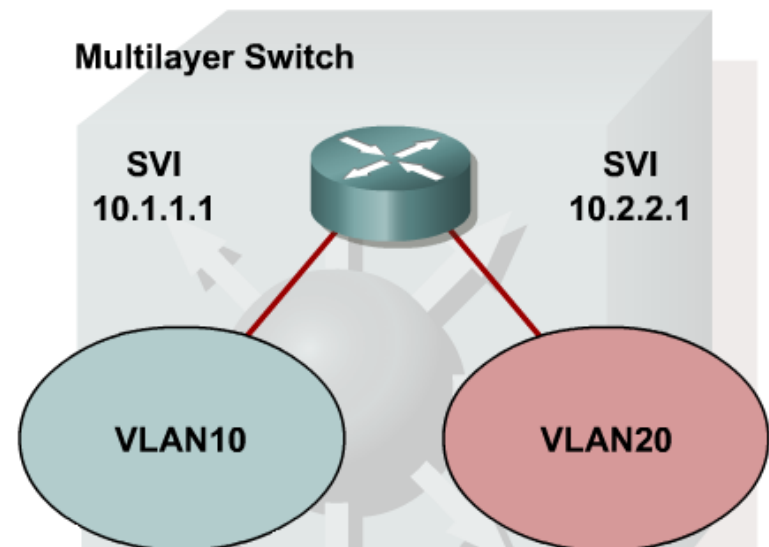 Multilayer Switch
SVI
10.1.1.1
SVI
10.2.2.1
VLAN10
VLAN20